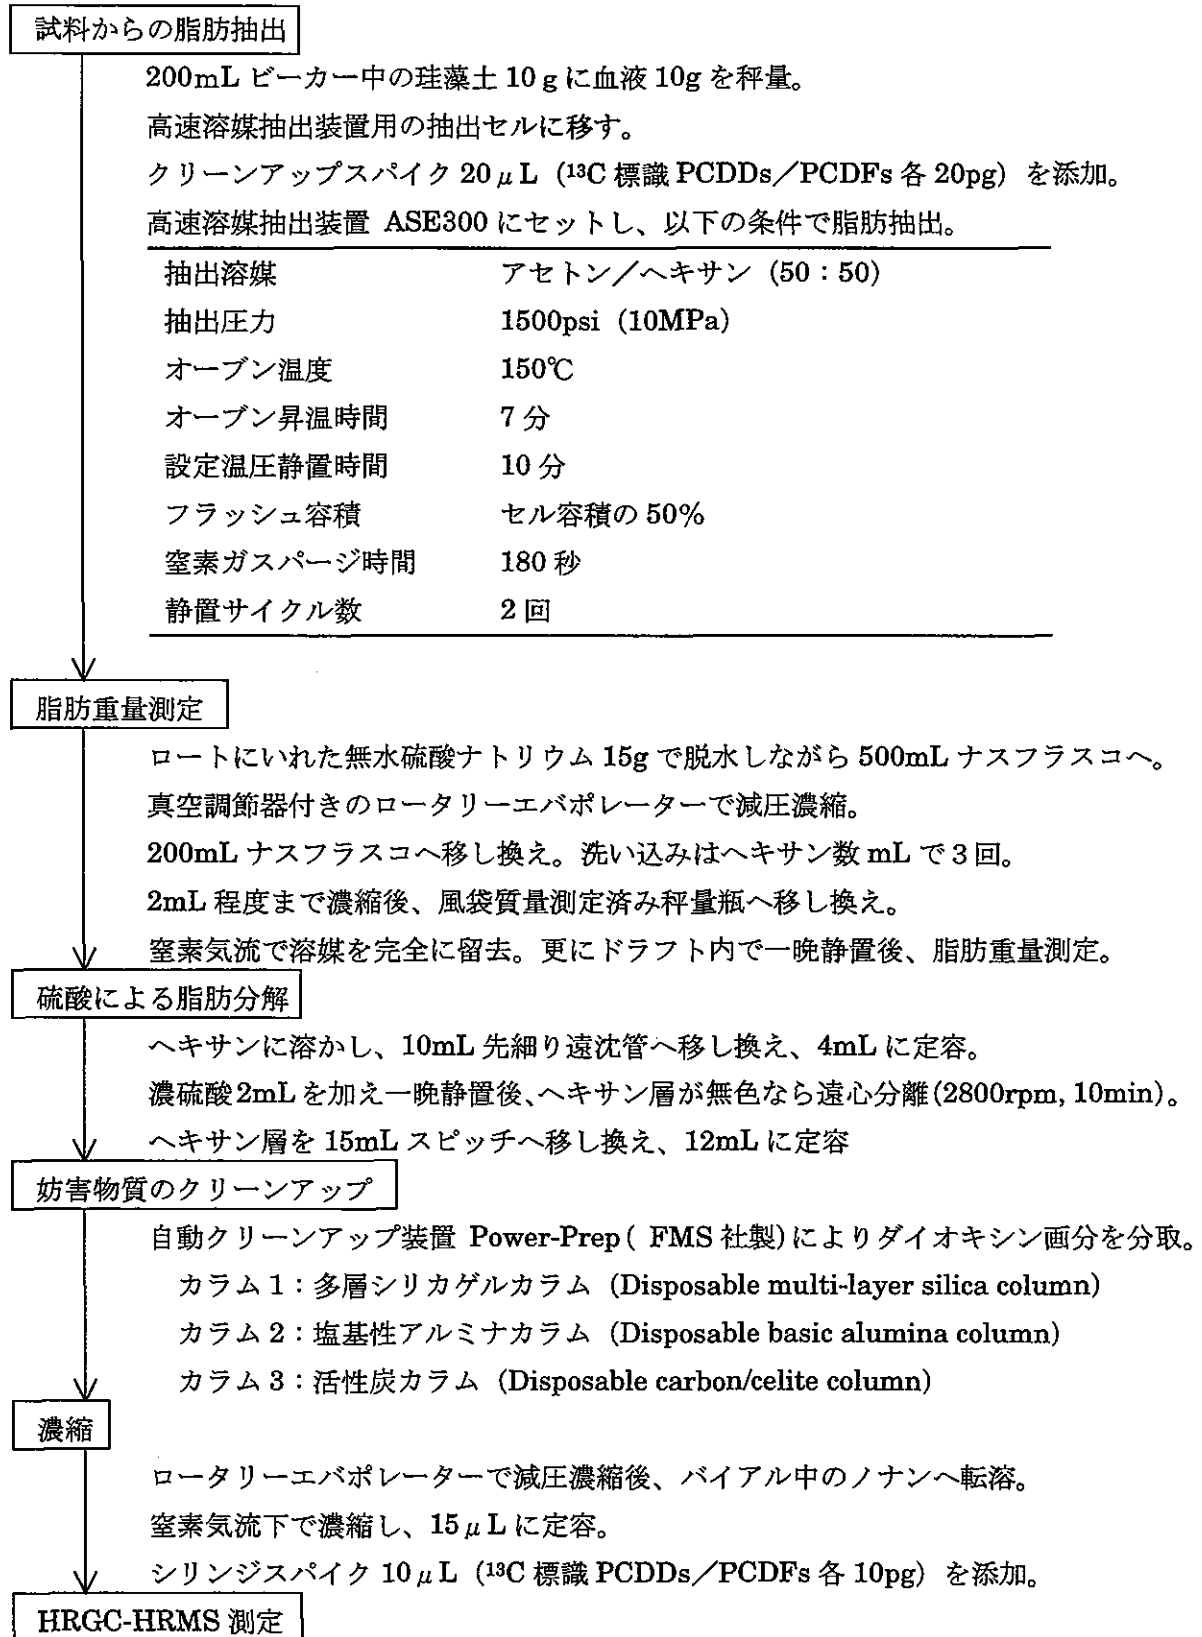 試料からの脂肪抽出
200mL ビーカー中の珪藻土 10 g に血液 10g を秤量。
高速溶媒抽出装置用の抽出セルに移す。
クリーンアップスパイク 20μL (¹³C 標識 PCDDs/PCDFs 各 20pg) を添加。
高速溶媒抽出装置 ASE300 にセットし、以下の条件で脂肪抽出。
抽出溶媒 アセトン/ヘキサン (50:50)
抽出圧力 1500psi (10MPa)
オーブン温度 150℃
オーブン昇温時間 7 分
設定温圧静置時間 10 分
フラッシュ容積 セル容積の 50%
窒素ガスパージ時間 180 秒
静置サイクル数 2 回
脂肪重量測定
ロートにいれた無水硫酸ナトリウム 15g で脱水しながら 500mL ナスフラスコへ。
真空調節器付きのロータリーエバポレーターで減圧濃縮。
200mL ナスフラスコへ移し換え。洗い込みはヘキサン数 mL で3回。
2mL 程度まで濃縮後、風袋質量測定済み秤量瓶へ移し換え。
窒素気流で溶媒を完全に留去。更にドラフト内で一晩静置後、脂肪重量測定。
硫酸による脂肪分解
ヘキサンに溶かし、10mL 先細り遠沈管へ移し換え、4mL に定容。
濃硫酸2mLを加え一晩静置後、ヘキサン層が無色なら遠心分離(2800rpm, 10min)。
ヘキサン層を 15mL スピッチへ移し換え、12mL に定容
妨害物質のクリーンアップ
自動クリーンアップ装置 Power-Prep( FMS 社製)によりダイオキシン画分を分取。
カラム 1:多層シリカゲルカラム (Disposable multi-layer silica column)
カラム 2:塩基性アルミナカラム (Disposable basic alumina column)
カラム 3:活性炭カラム (Disposable carbon/celite column)
濃縮
ロータリーエバポレーターで減圧濃縮後、バイアル中のノナンへ転溶。
窒素気流下で濃縮し、15μL に定容。
シリンジスパイク 10μL (¹³C 標識 PCDDs/PCDFs 各 10pg) を添加。
HRGC-HRMS 測定